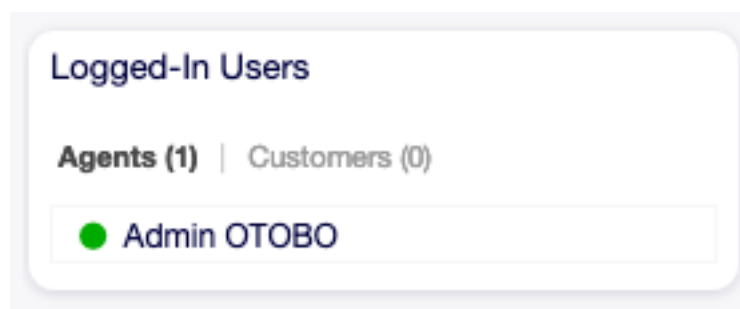 Logged-In Users
Agents (1) | Customers (0)
Admin OTOBO